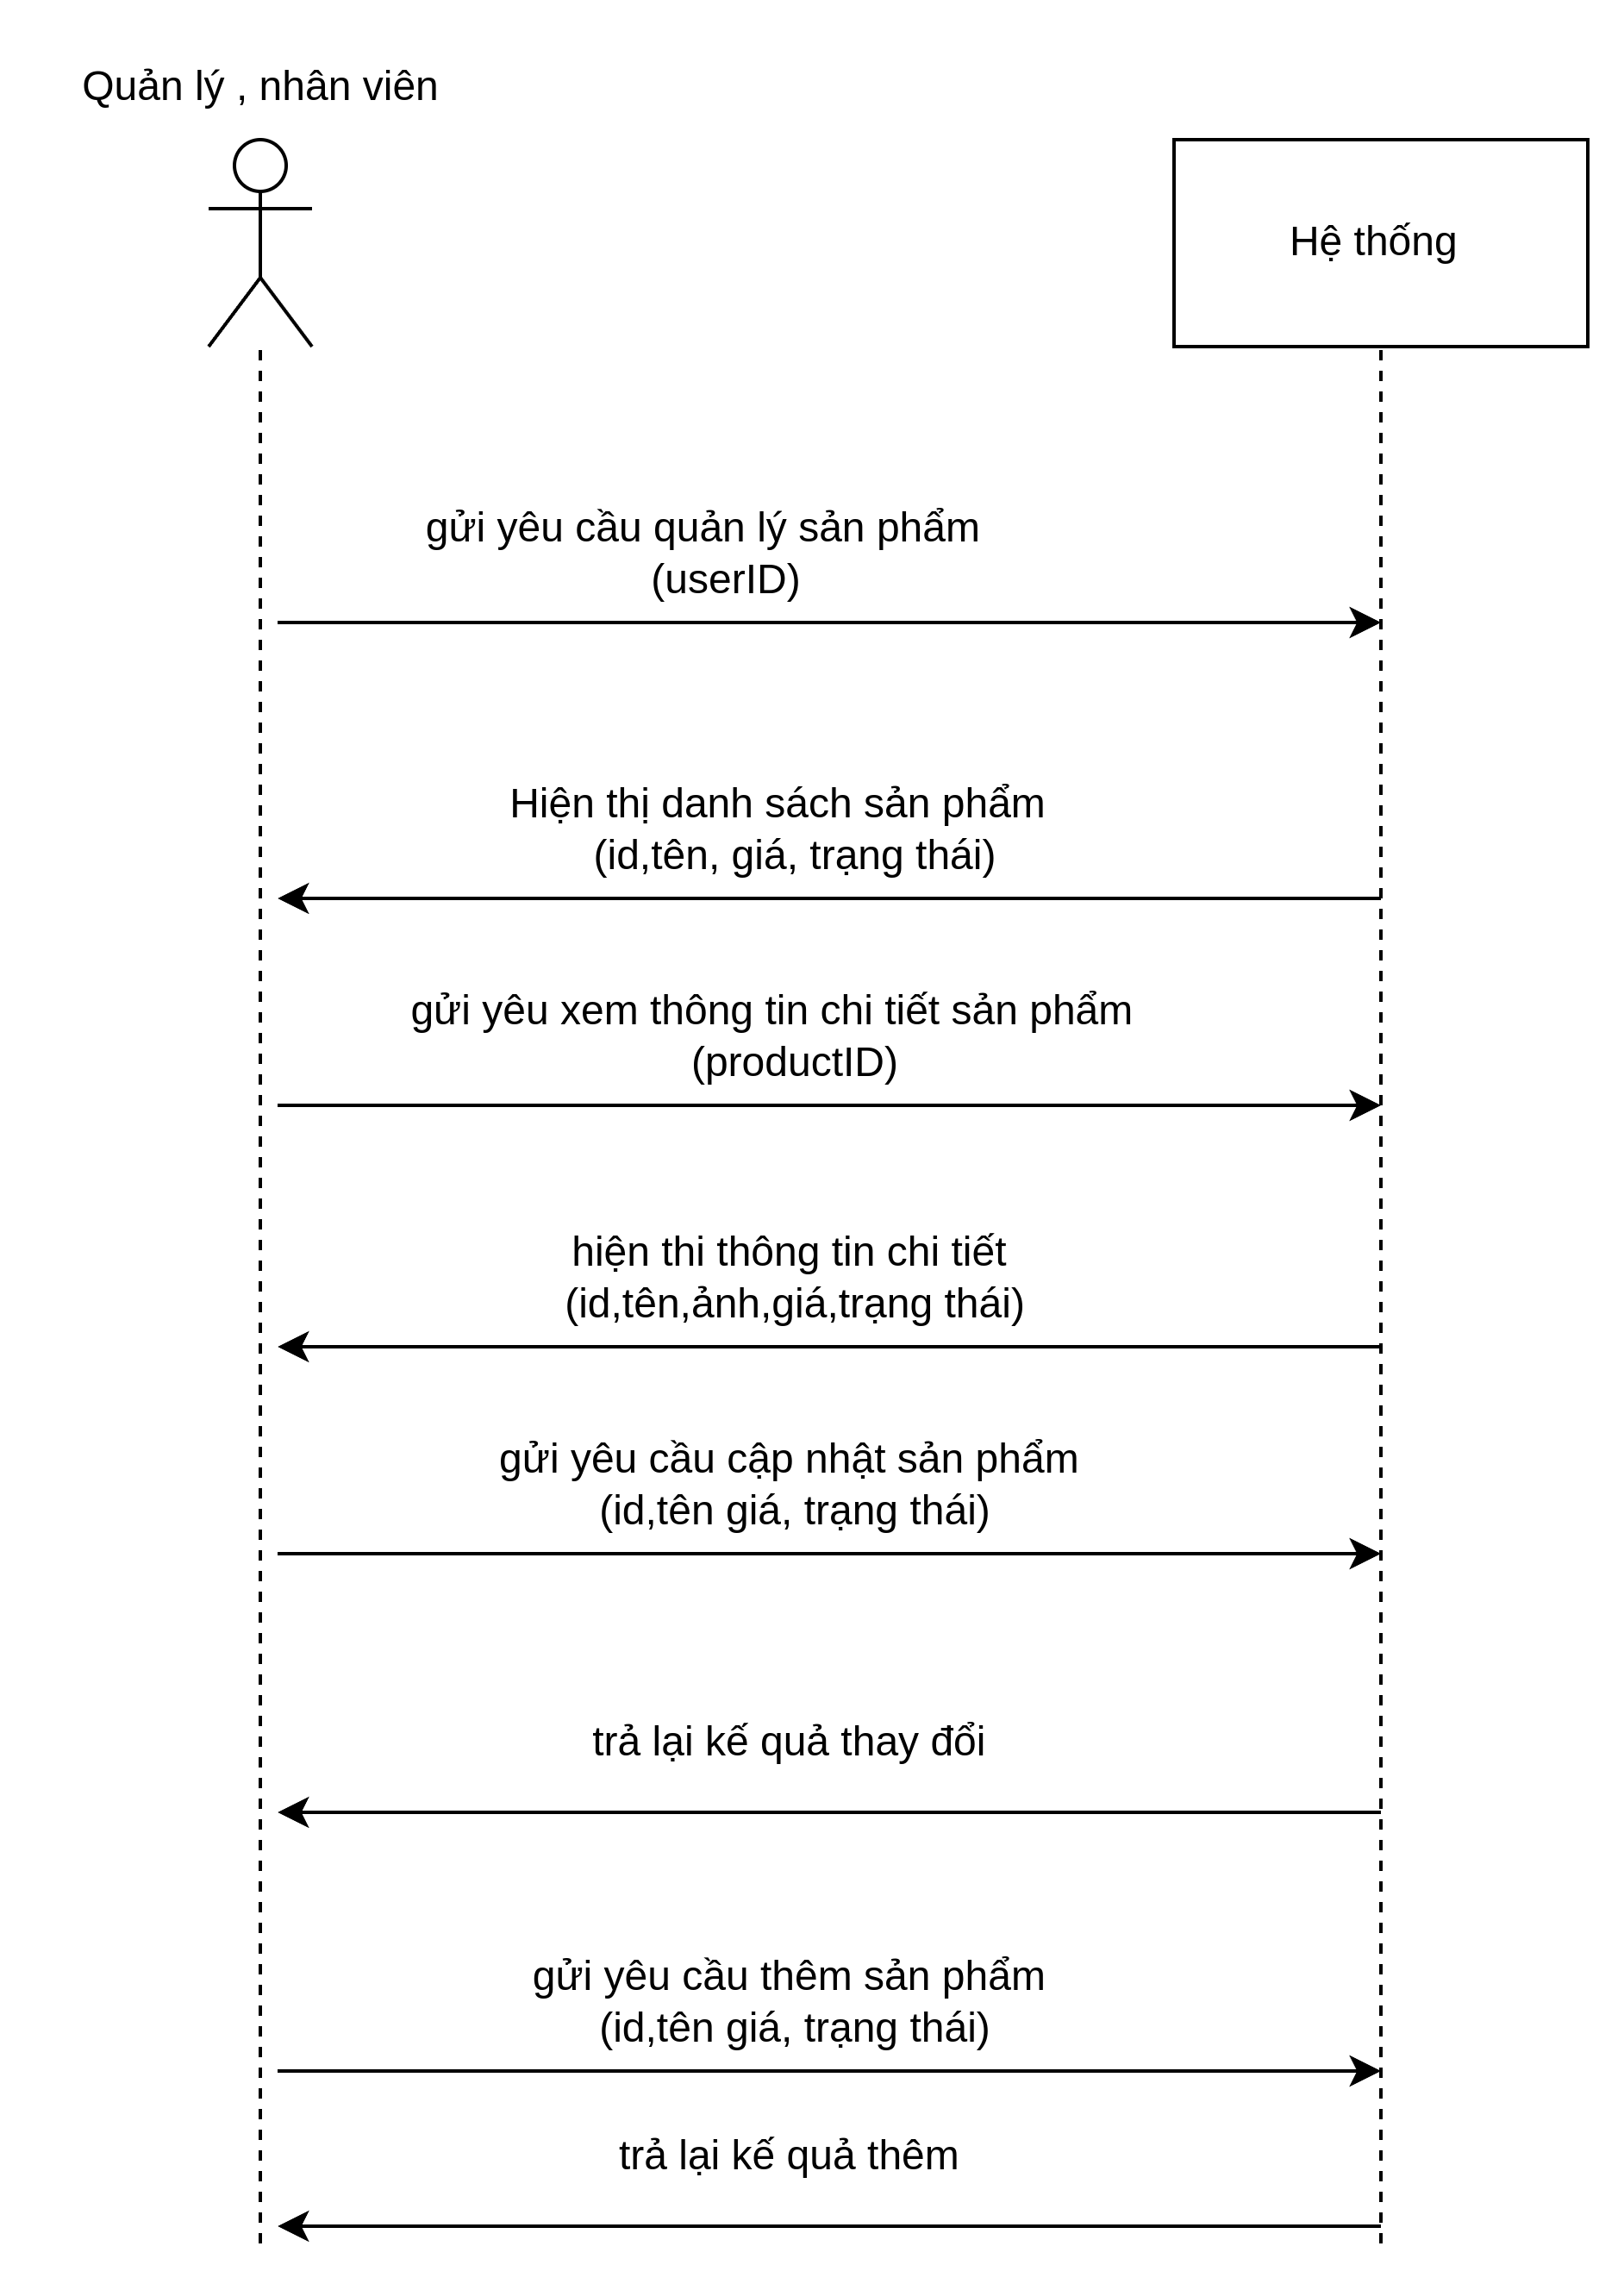 Quản lý , nhân viên
Hệ thống
gửi yêu cầu quản lý sản phẩm
(userID)
Hiện thị danh sách sản phẩm
(id,tên, giá, trạng thái)
gửi yêu xem thông tin chi tiết sản phẩm
(productID)
hiện thi thông tin chi tiết
(id,tên,ảnh,giá,trạng thái)
gửi yêu cầu cập nhật sản phẩm
(id,tên giá, trạng thái)
trả lại kế quả thay đổi
gửi yêu cầu thêm sản phẩm
(id,tên giá, trạng thái)
trả lại kế quả thêm